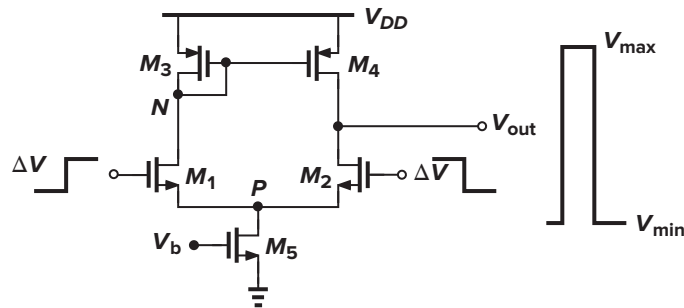 V_DD
M_3
M_4
V_max
N
V_out
ΔV
M_1
M_2
ΔV
P
V_min
V_b
M_5